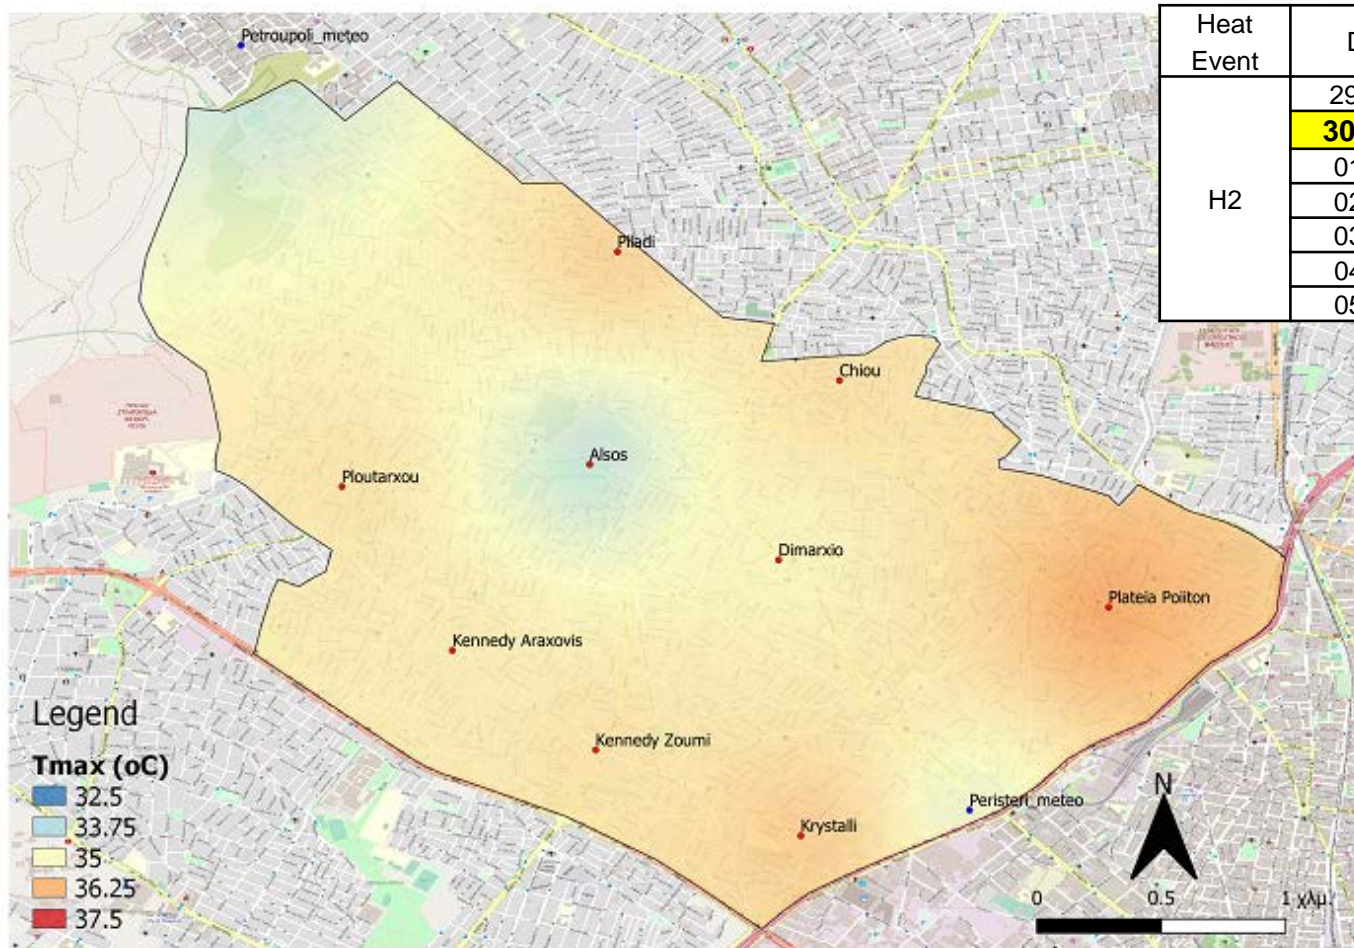 Heat
Event
D
29
30
01
H2
02
03
04
05
Petroupoli_meteo
Piladi
Chiou
Alsos
Ploutarxou
Dimarxio
Plateia Poiiton
Kennedy Araxovis
Kennedy Zoumi
Peristeri_meteo
Krystalli
Legend
Tmax (oC)
32.5
33.75
35
36.25
37.5
N
0 0.5 1 χλμ.